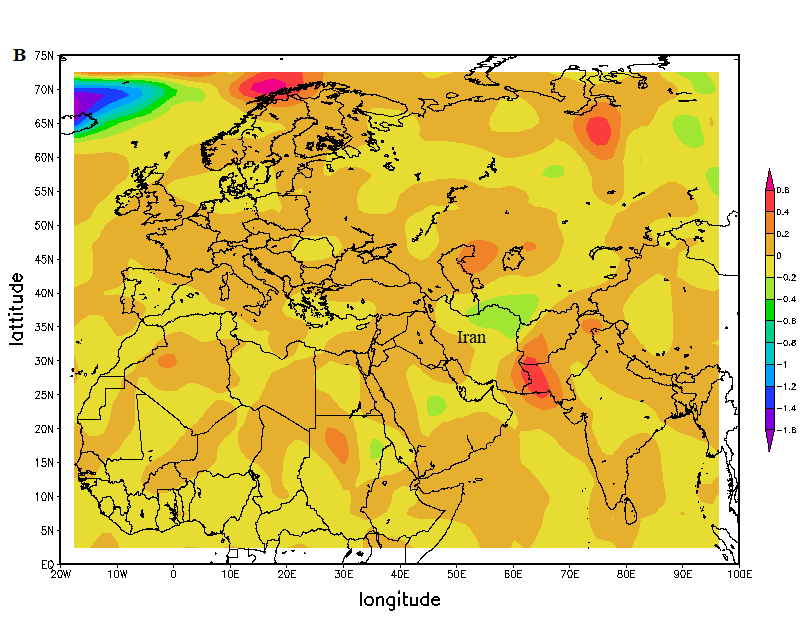 B
75N
70N
65N
60N
55N
50N
45N
40N
35N
30N
25N
20N
15N
10N
5N
EQ
lattitude
Iran
0.6
0.4
0.2
0
-0.2
-0.4
-0.6
-0.8
-1
-1.2
-1.4
-1.6
20W 10W 0 10E 20E 30E 40E 50E 60E 70E 80E 90E 100E
longitude